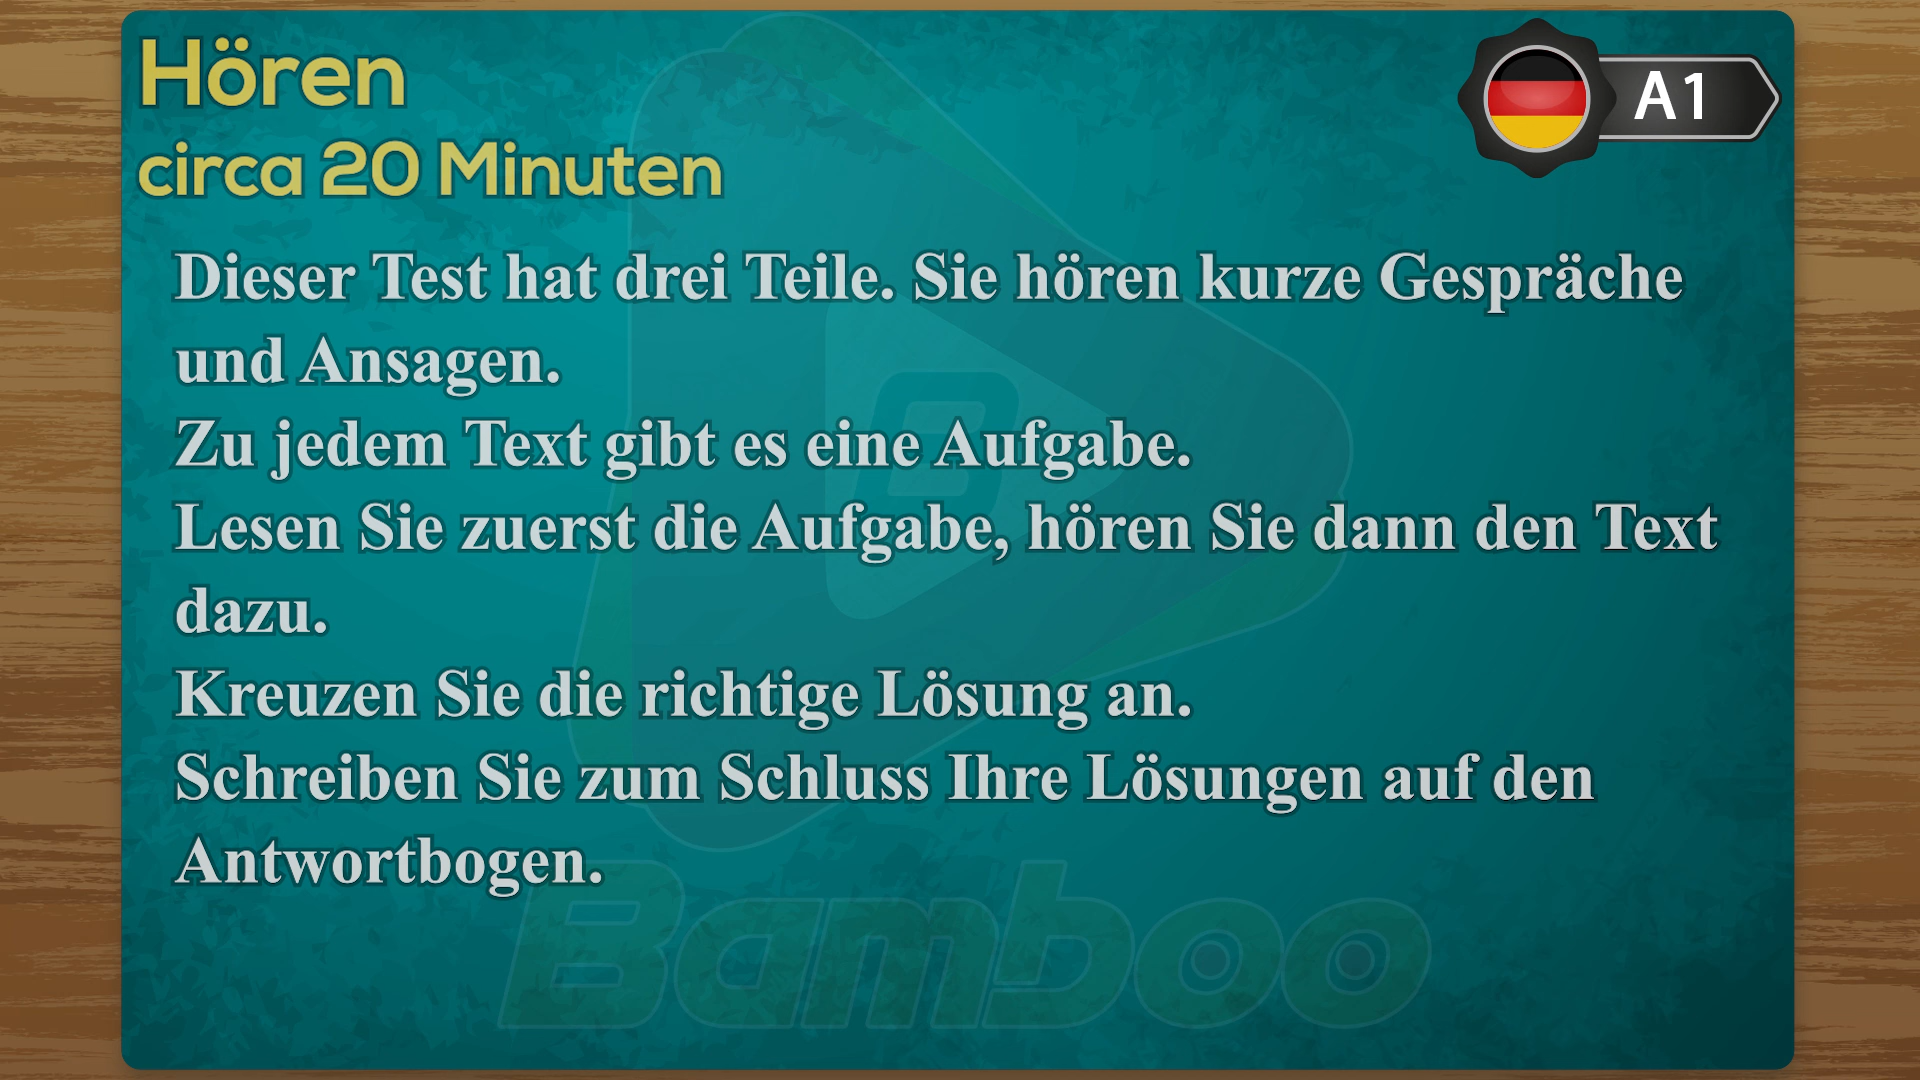 Hören
A1
circa 20 Minuten
Dieser Test hat drei Teile. Sie hören kurze Gespräche
und Ansagen.
Zu jedem Text gibt es eine Aufgabe.
Lesen Sie zuerst die Aufgabe, hören Sie dann den Text
dazu.
Kreuzen Sie die richtige Lösung an.
Schreiben Sie zum Schluss Ihre Lösungen auf den
Antwortbogen.
B
Bamboo